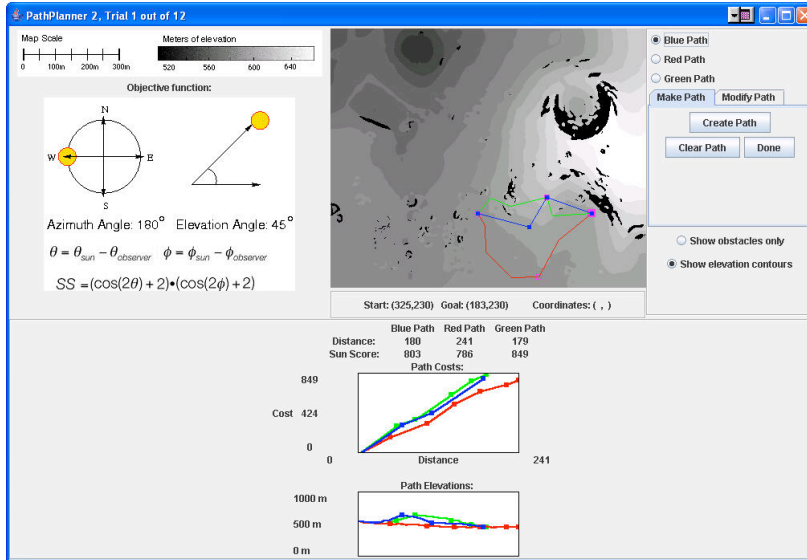 PathPlanner 2, Trial 1 out of 12
Map Scale
0 100m 200m 300m
Meters of elevation
520 560 600 640
Objective function:
N
W E
S
Azimuth Angle: 180° Elevation Angle: 45°
θ = θsun − θobserver ϕ = ϕsun − ϕobserver
SS = (cos(2θ) + 2)•(cos(2ϕ) + 2)
Blue Path
Red Path
Green Path
Make Path Modify Path
Create Path
Clear Path Done
Show obstacles only
Show elevation contours
Start: (325,230) Goal: (183,230) Coordinates: ( , )
Blue Path Red Path Green Path
Distance: 180 241 179
Sun Score: 803 786 849
Path Costs:
849
Cost 424
0
0 Distance 241
Path Elevations:
1000 m
500 m
0 m